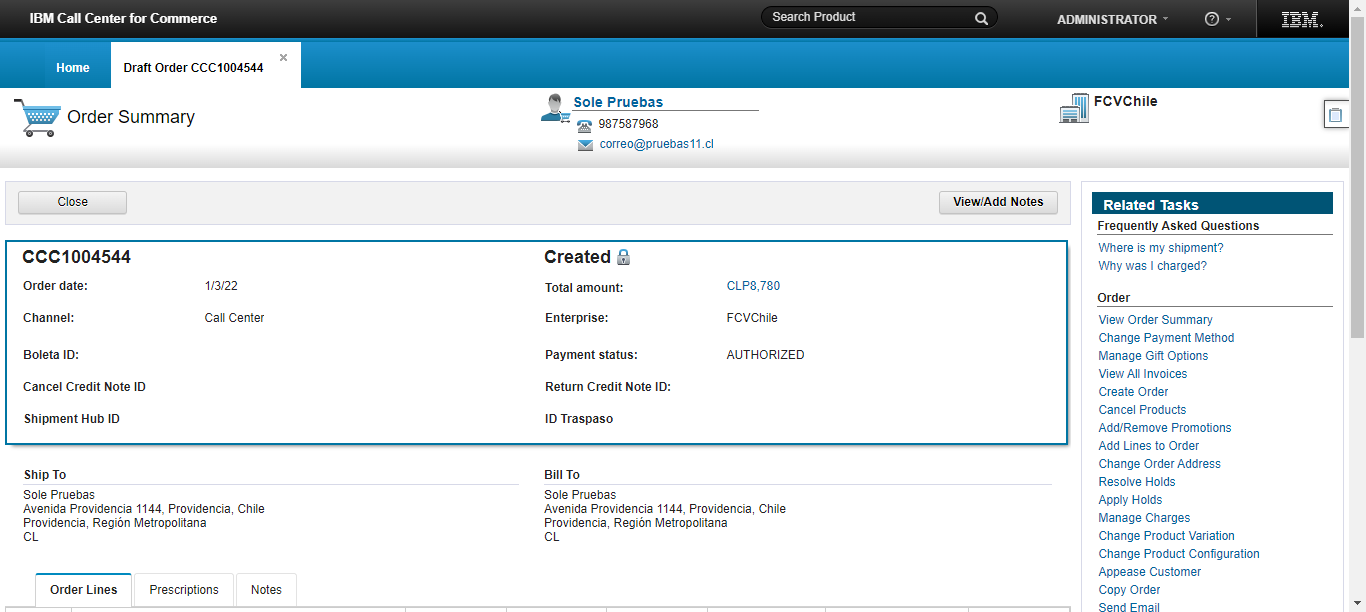 IBM Call Center for Commerce
Search Product
ADMINISTRATOR
?
IBM.
Home
Draft Order CCC1004544
×
Order Summary
Sole Pruebas
987587968
correo@pruebas11.cl
FCVChile
Close
View/Add Notes
CCC1004544
Created
Order date: 1/3/22
Total amount: CLP8,780
Channel: Call Center
Enterprise: FCVChile
Boleta ID:
Payment status: AUTHORIZED
Cancel Credit Note ID
Return Credit Note ID:
Shipment Hub ID
ID Traspaso
Ship To
Sole Pruebas
Avenida Providencia 1144, Providencia, Chile
Providencia, Región Metropolitana
CL
Bill To
Sole Pruebas
Avenida Providencia 1144, Providencia, Chile
Providencia, Región Metropolitana
CL
Order Lines
Prescriptions
Notes
Related Tasks
Frequently Asked Questions
Where is my shipment?
Why was I charged?
Order
View Order Summary
Change Payment Method
Manage Gift Options
View All Invoices
Create Order
Cancel Products
Add/Remove Promotions
Add Lines to Order
Change Order Address
Resolve Holds
Apply Holds
Manage Charges
Change Product Variation
Change Product Configuration
Appease Customer
Copy Order
Send Email